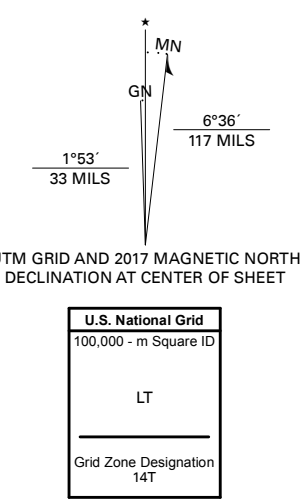 ★
MN
GN
6°36´
117 MILS
1°53´
33 MILS
UTM GRID AND 2017 MAGNETIC NORTH
DECLINATION AT CENTER OF SHEET
U.S. National Grid
100,000 - m Square ID
LT
Grid Zone Designation
14T